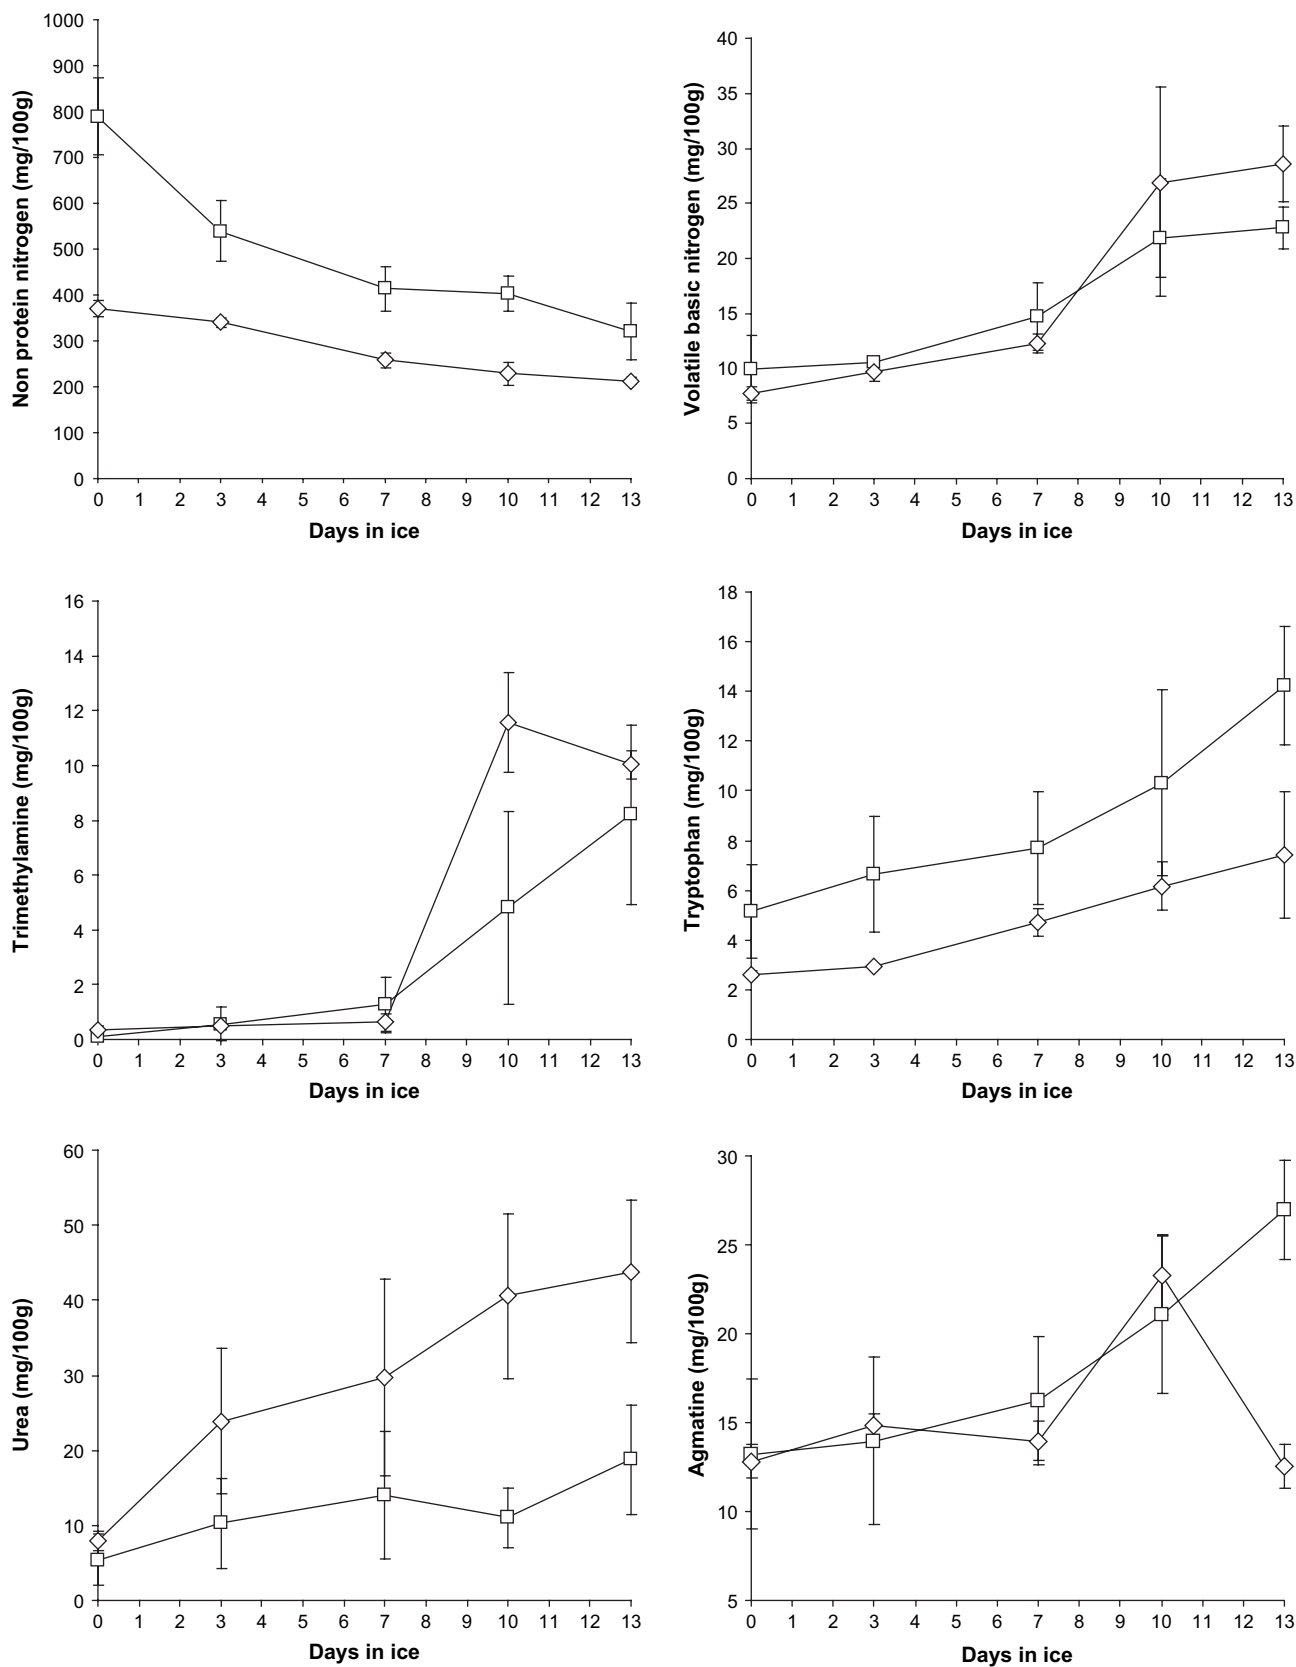 Non protein nitrogen (mg/100g)
1000
900
800
700
600
500
400
300
200
100
0
0 1 2 3 4 5 6 7 8 9 10 11 12 13
Days in ice
Volatile basic nitrogen (mg/100g)
40
35
30
25
20
15
10
5
0
0 1 2 3 4 5 6 7 8 9 10 11 12 13
Days in ice
Trimethylamine (mg/100g)
16
14
12
10
8
6
4
2
0
0 1 2 3 4 5 6 7 8 9 10 11 12 13
Days in ice
Tryptophan (mg/100g)
18
16
14
12
10
8
6
4
2
0
0 1 2 3 4 5 6 7 8 9 10 11 12 13
Days in ice
Urea (mg/100g)
60
50
40
30
20
10
0
0 1 2 3 4 5 6 7 8 9 10 11 12 13
Days in ice
Agmatine (mg/100g)
30
25
20
15
10
5
0 1 2 3 4 5 6 7 8 9 10 11 12 13
Days in ice